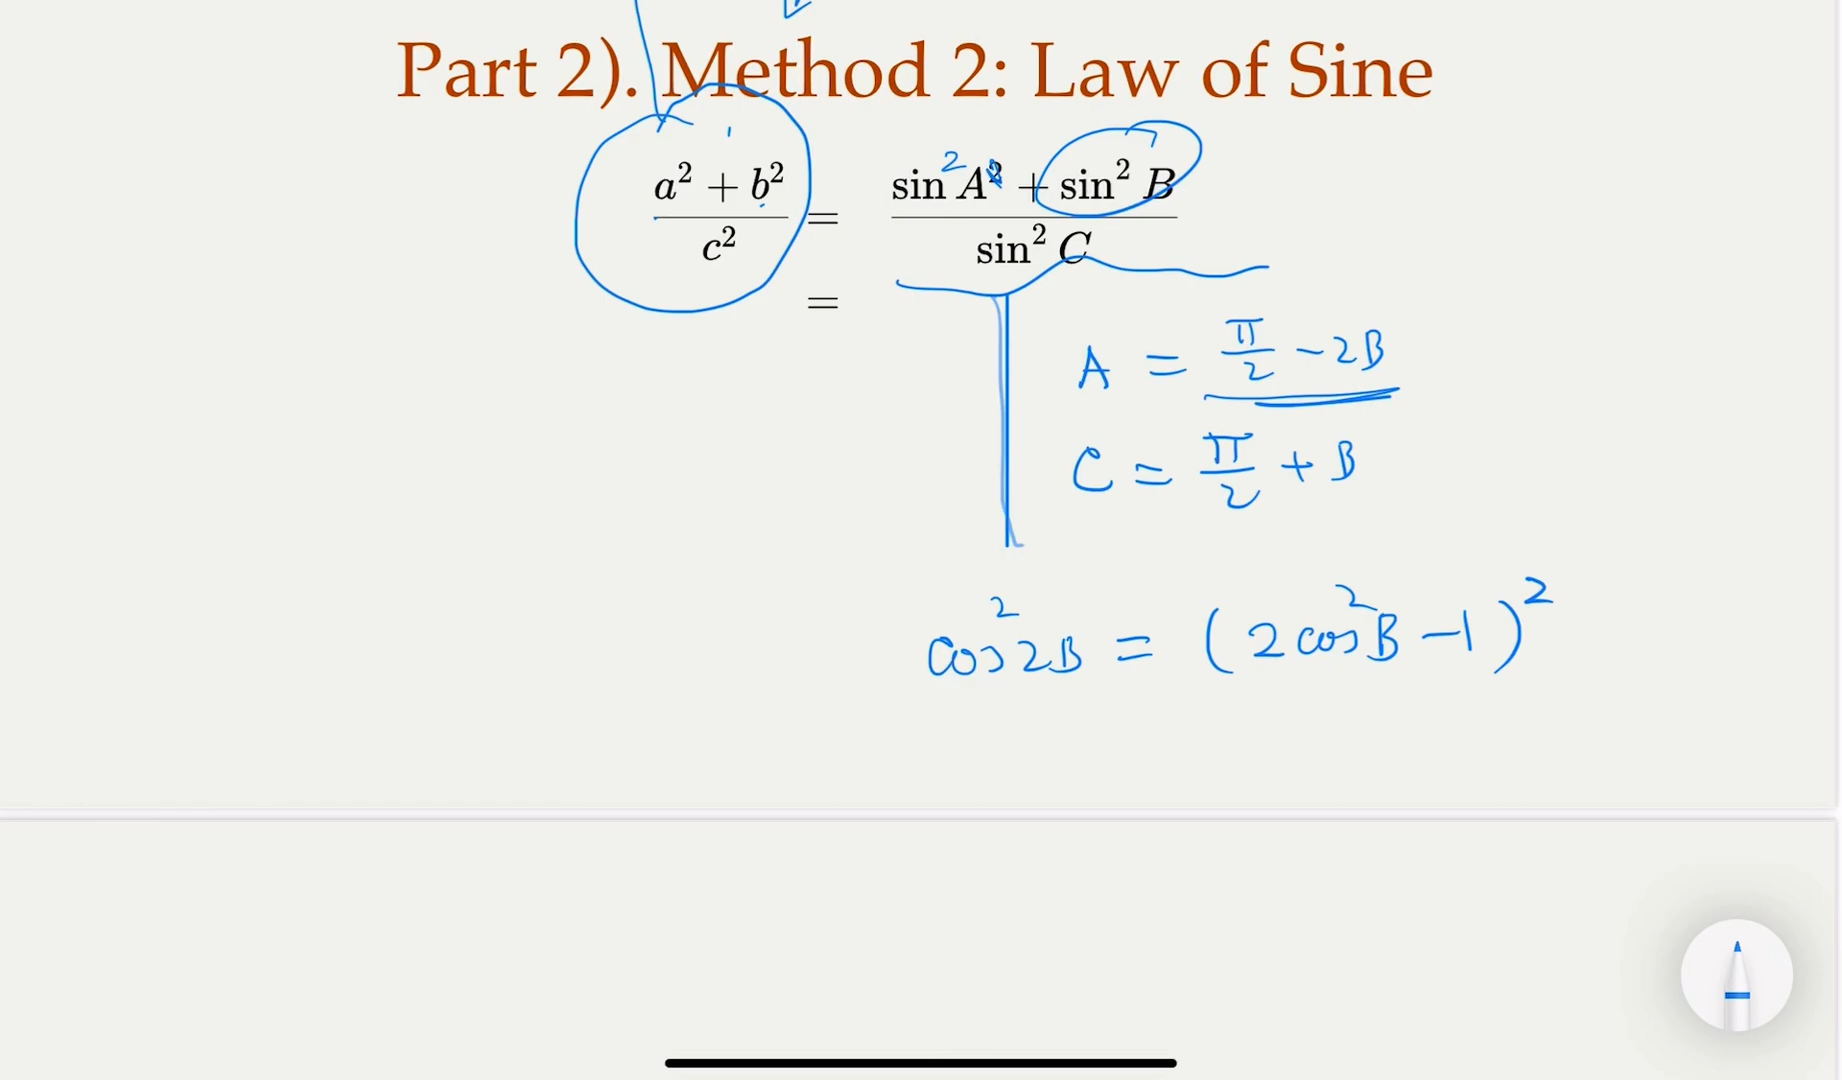 Part 2). Method 2: Law of Sine
(a² + b²)/c² = (sin² A + sin² B)/sin² C
=
A = π/2 − 2B
C = π/2 + B
cos² 2B = (2 cos² B − 1)²